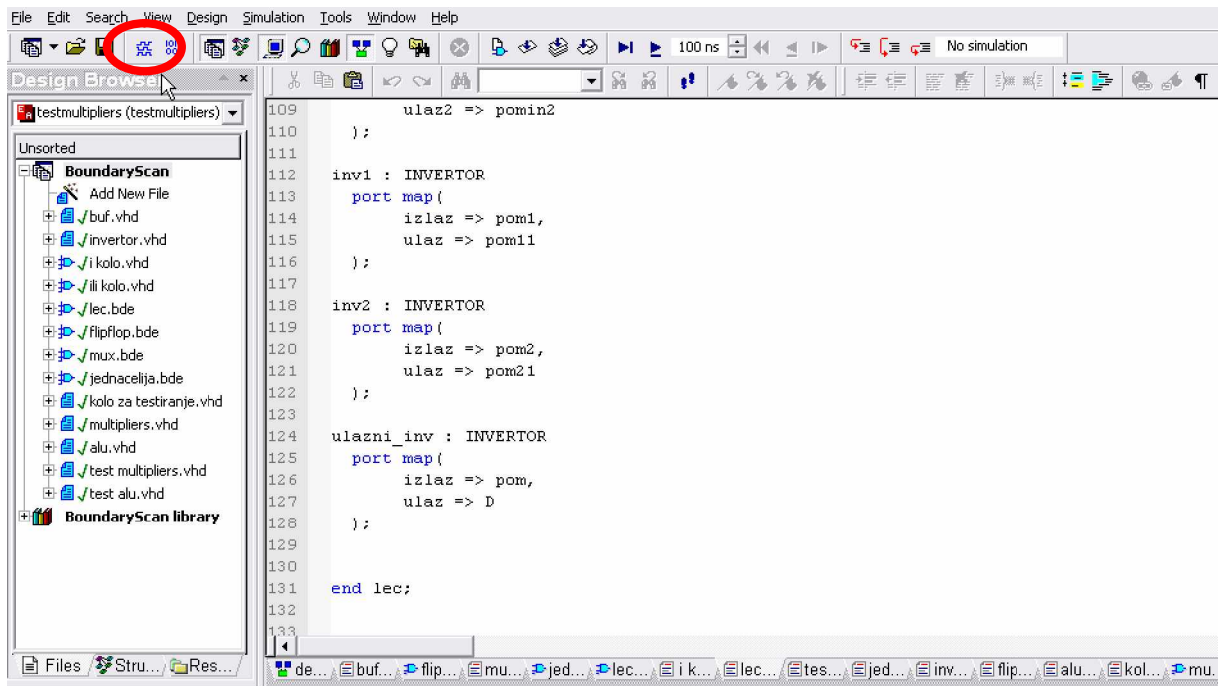 File Edit Search View Design Simulation Tools Window Help
100 ns No simulation
Design Browser
testmultipliers (testmultipliers)
Unsorted
BoundaryScan
Add New File
buf.vhd
invertor.vhd
i kolo.vhd
ili kolo.vhd
lec.bde
flipflop.bde
mux.bde
jednacelija.bde
kolo za testiranje.vhd
multipliers.vhd
alu.vhd
test multipliers.vhd
test alu.vhd
BoundaryScan library
Files Stru... Res...
109 ulaz2 => pomin2
110 );
111
112 inv1 : INVERTOR
113 port map(
114 izlaz => pom1,
115 ulaz => pom11
116 );
117
118 inv2 : INVERTOR
119 port map(
120 izlaz => pom2,
121 ulaz => pom21
122 );
123
124 ulazni_inv : INVERTOR
125 port map(
126 izlaz => pom,
127 ulaz => D
128 );
129
130
131 end lec;
132
133
de... buf... flip... mu... jed... lec... i k... lec... tes... jed... inv... flip... alu... kol... mu.